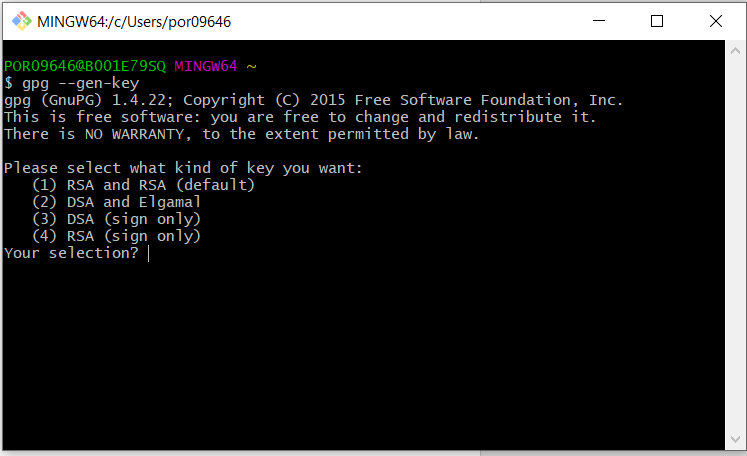 MINGW64:/c/Users/por09646
POR09646@B001E79SQ MINGW64 ~
$ gpg --gen-key
gpg (GnuPG) 1.4.22; Copyright (C) 2015 Free Software Foundation, Inc.
This is free software: you are free to change and redistribute it.
There is NO WARRANTY, to the extent permitted by law.
Please select what kind of key you want:
   (1) RSA and RSA (default)
   (2) DSA and Elgamal
   (3) DSA (sign only)
   (4) RSA (sign only)
Your selection?